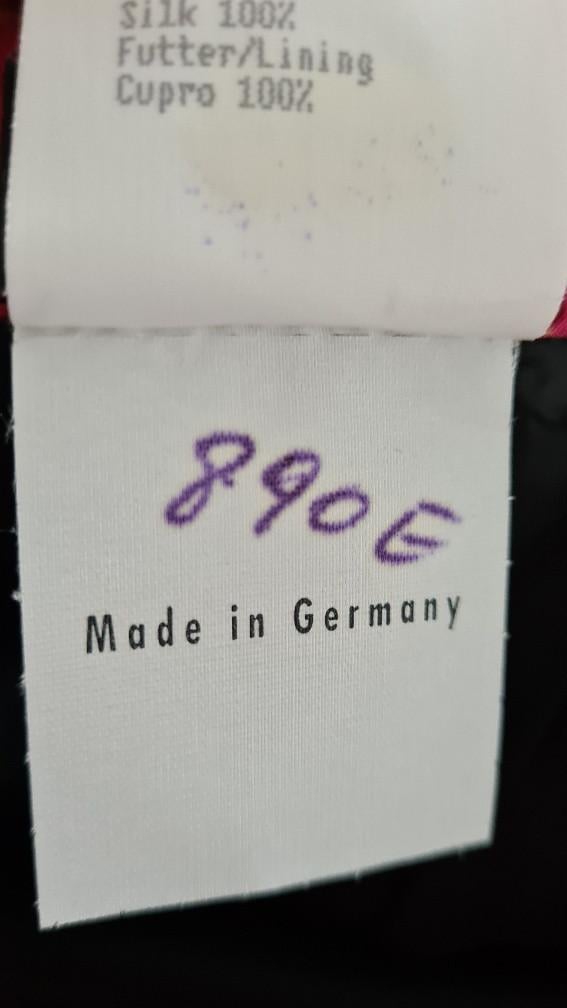 Silk 100%
Futter/Lining
Cupro 100%
890E
Made in Germany